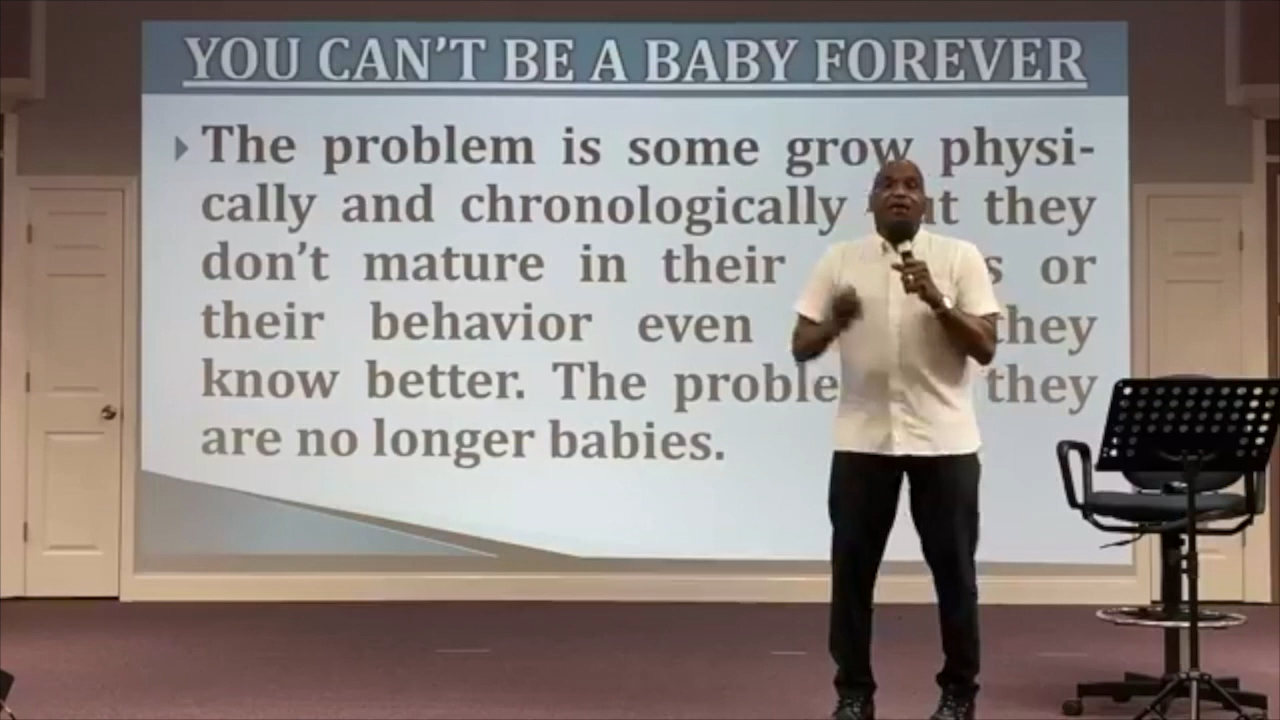 YOU CAN'T BE A BABY FOREVER
The problem is some grow physi-
cally and chronologically they
don't mature in their or
their behavior even they
know better. The they
are no longer babies.